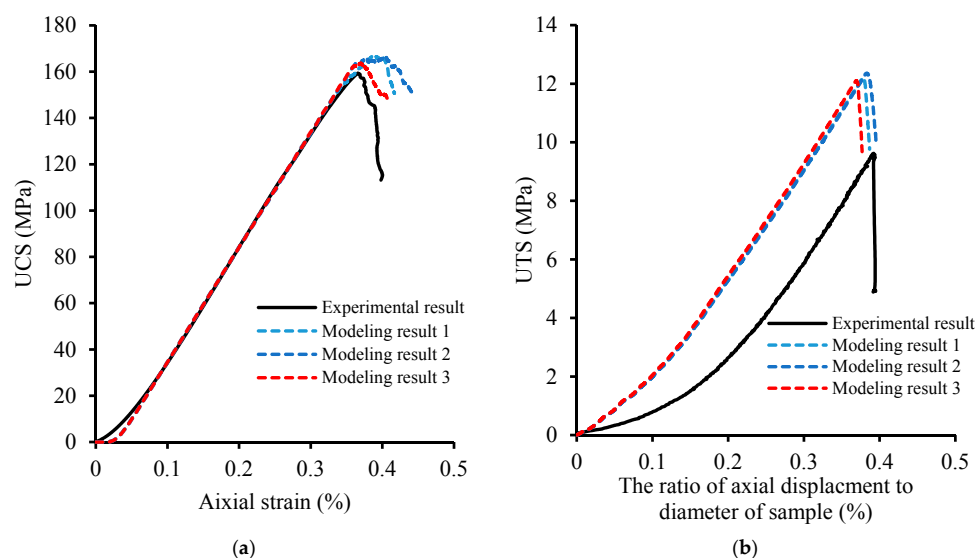 180
160
140
120
100
80
60
40
20
0
UCS (MPa)
Experimental result
Modeling result 1
Modeling result 2
Modeling result 3
0 0.1 0.2 0.3 0.4 0.5
Aixial strain (%)
(a)
14
12
10
8
6
4
2
0
UTS (MPa)
Experimental result
Modeling result 1
Modeling result 2
Modeling result 3
0 0.1 0.2 0.3 0.4 0.5
The ratio of axial displacment to
diameter of sample (%)
(b)